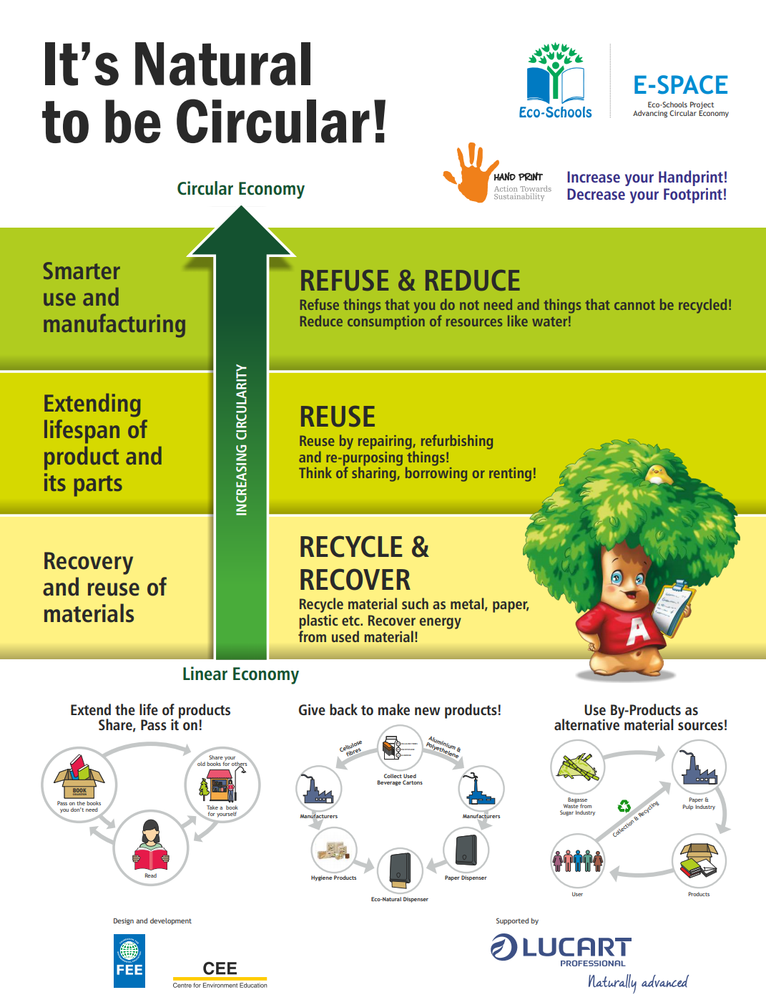 It's Natural
to be Circular!
Eco-Schools
E-SPACE
Eco-Schools Project
Advancing Circular Economy
HAND PRINT
Action Towards
Sustainability
Increase your Handprint!
Decrease your Footprint!
Circular Economy
Smarter
use and
manufacturing
REFUSE & REDUCE
Refuse things that you do not need and things that cannot be recycled!
Reduce consumption of resources like water!
INCREASING CIRCULARITY
Extending
lifespan of
product and
its parts
REUSE
Reuse by repairing, refurbishing
and re-purposing things!
Think of sharing, borrowing or renting!
Recovery
and reuse of
materials
RECYCLE &
RECOVER
Recycle material such as metal, paper,
plastic etc. Recover energy
from used material!
A
Linear Economy
Extend the life of products
Share, Pass it on!
BOOK
COLLECTION
Pass on the books
you don't need
Share your
old books for others
Take a book
for yourself
Read
Give back to make new products!
Cellulose
fibres
Aluminium &
Polyethelene
Collect Used
Beverage Cartons
Manufacturers
Manufacturers
Hygiene Products
Paper Dispenser
Eco-Natural Dispenser
Use By-Products as
alternative material sources!
Bagasse
Waste from
Sugar Industry
Paper &
Pulp Industry
Collection & Recycling
User
Products
Design and development
FEE
CEE
Centre for Environment Education
Supported by
LUCART
PROFESSIONAL
Naturally advanced